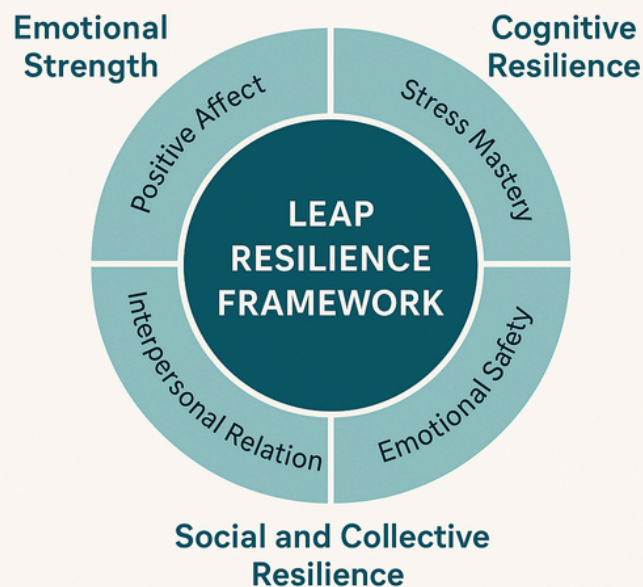 Emotional
Strength
Cognitive
Resilience
Positive Affect
Stress Mastery
LEAP
RESILIENCE
FRAMEWORK
Interpersonal Relation
Emotional Safety
Social and Collective
Resilience